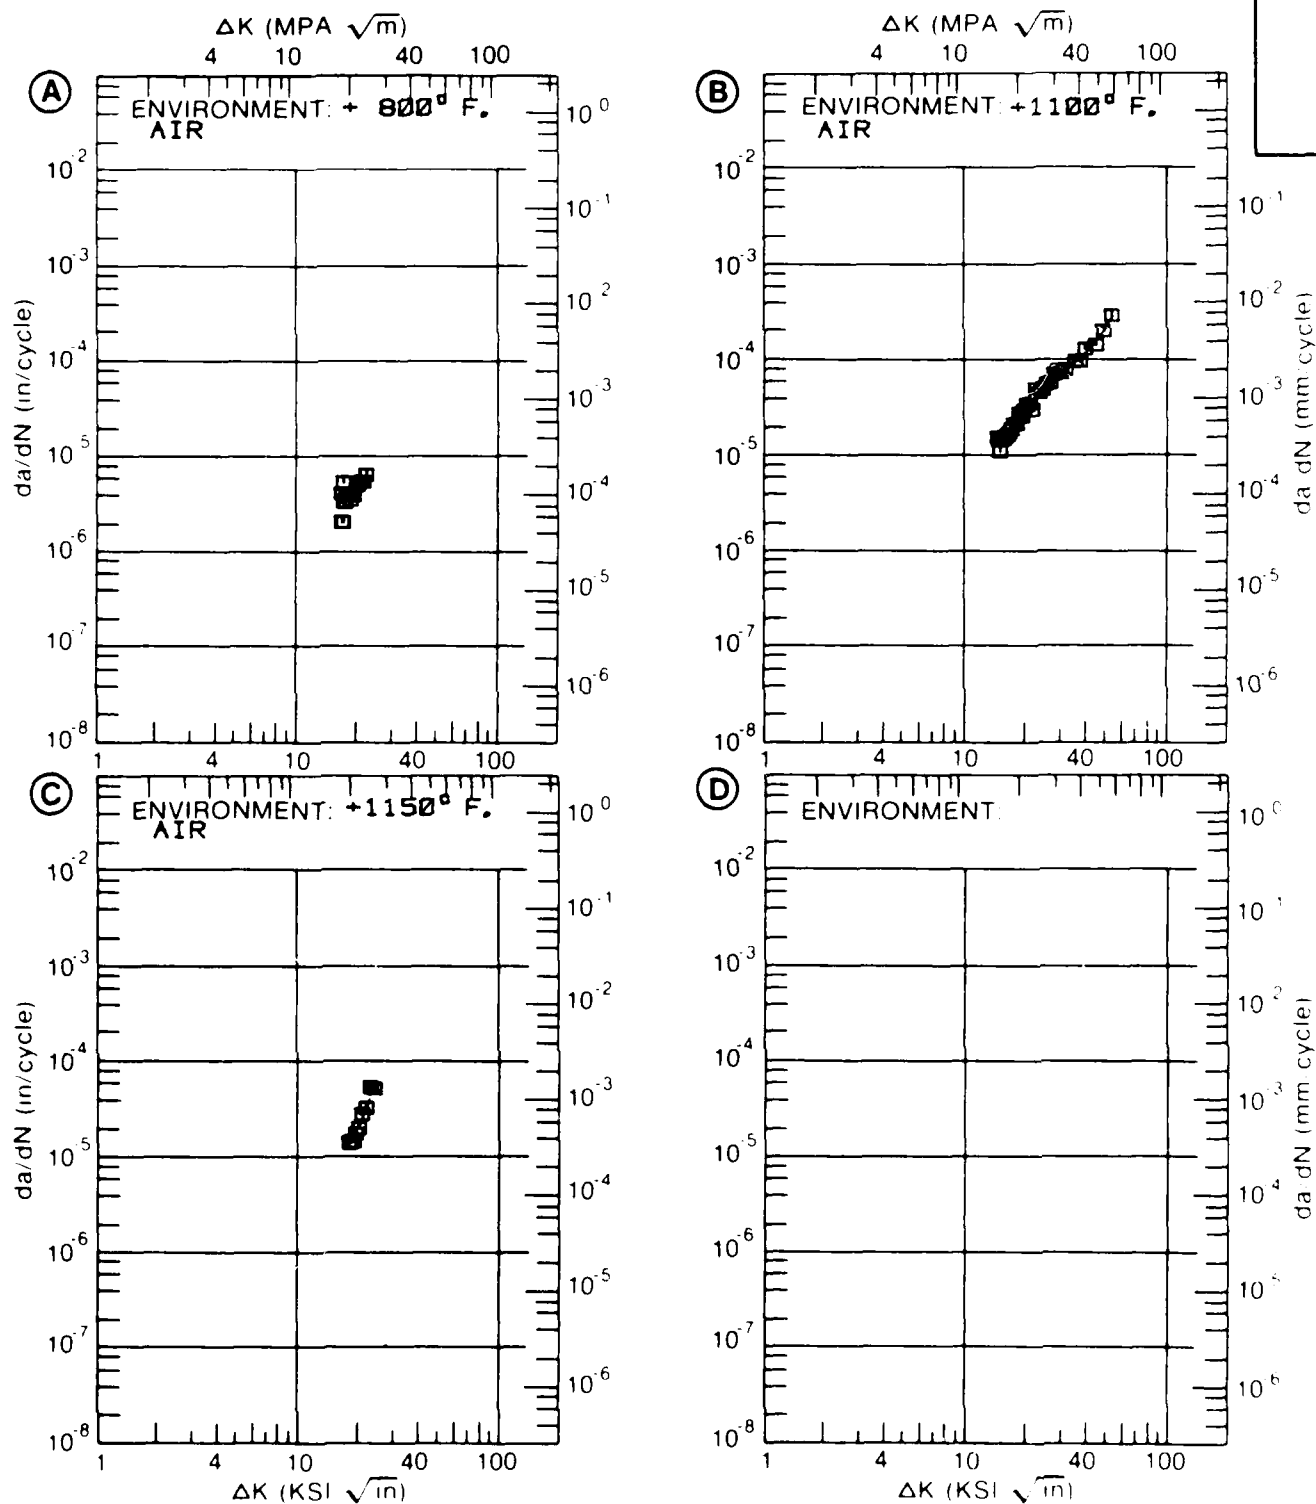 ΔK (MPA √m)
4 10 40 100
ΔK (MPA √m)
4 10 40 100
A
ENVIRONMENT: + 800° F.
AIR
da/dN (in/cycle)
10⁻²
10⁻³
10⁻⁴
10⁻⁵
10⁻⁶
10⁻⁷
10⁻⁸
10⁰
10⁻¹
10⁻²
10⁻³
10⁻⁴
10⁻⁵
10⁻⁶
1 4 10 40 100
B
ENVIRONMENT: +1100° F.
AIR
10⁻²
10⁻³
10⁻⁴
10⁻⁵
10⁻⁶
10⁻⁷
10⁻⁸
10⁻¹
10⁻²
10⁻³
10⁻⁴
10⁻⁵
10⁻⁶
da dN (mm cycle)
1 4 10 40 100
C
ENVIRONMENT: +1150° F.
AIR
da/dN (in/cycle)
10⁻²
10⁻³
10⁻⁴
10⁻⁵
10⁻⁶
10⁻⁷
10⁻⁸
10⁰
10⁻¹
10⁻²
10⁻³
10⁻⁴
10⁻⁵
10⁻⁶
1 4 10 40 100
ΔK (KSI √in)
D
ENVIRONMENT:
10⁻²
10⁻³
10⁻⁴
10⁻⁵
10⁻⁶
10⁻⁷
10⁻⁸
10⁰
10⁻¹
10⁻²
10⁻³
10⁻⁴
10⁻⁵
10⁻⁶
da dN (mm cycle)
1 4 10 40 100
ΔK (KSI √in)